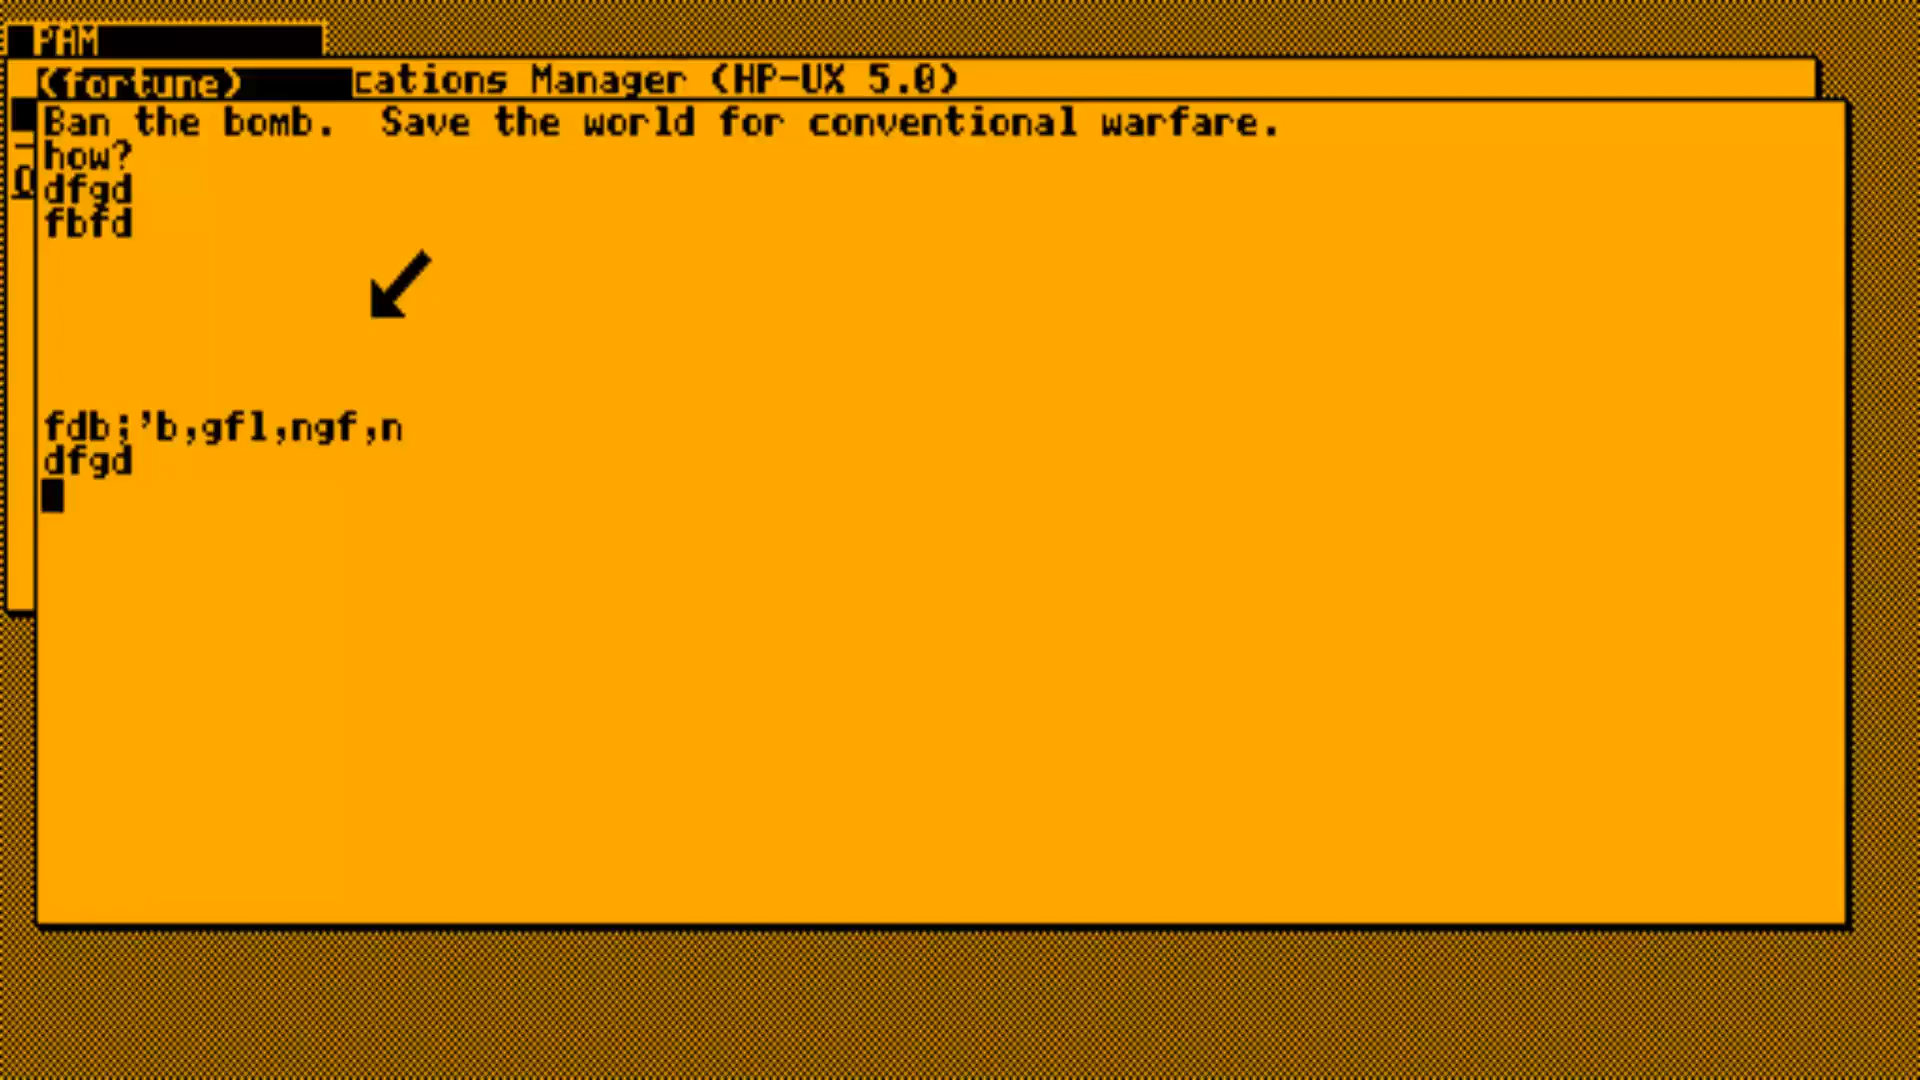 PAM
(fortune) cations Manager (HP-UX 5.0)
Ban the bomb.  Save the world for conventional warfare.
how?
dfgd
fbfd
fdb;'b,gfl,ngf,n
dfgd